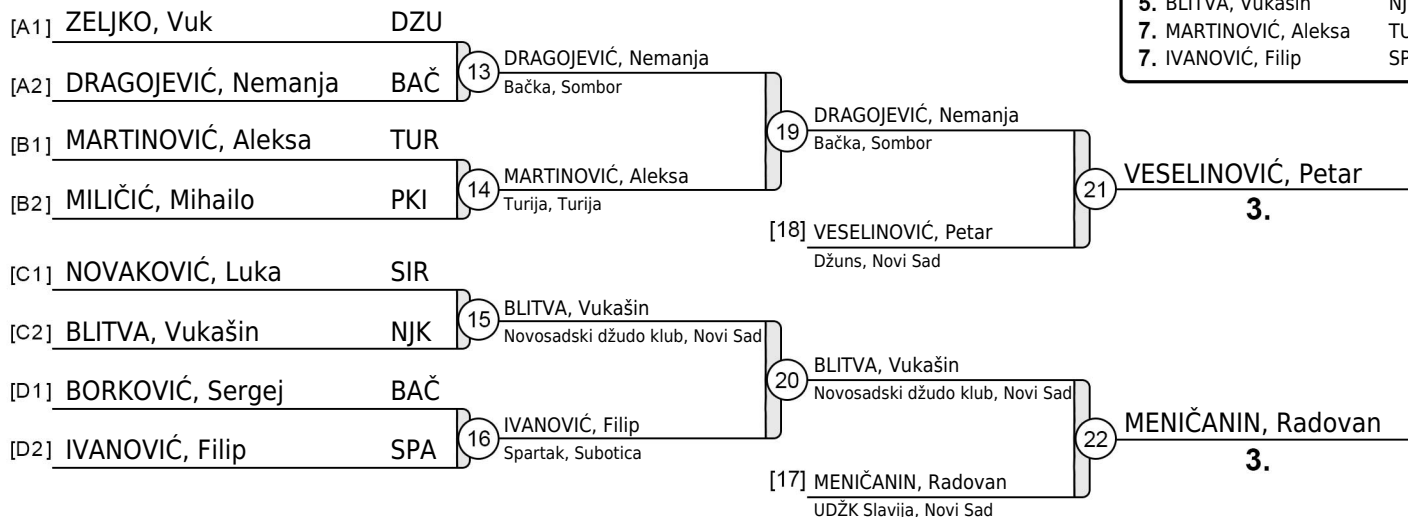 [A1] ZELJKO, Vuk DZU
[A2] DRAGOJEVIĆ, Nemanja BAČ
[B1] MARTINOVIĆ, Aleksa TUR
[B2] MILIČIĆ, Mihailo PKI
[C1] NOVAKOVIĆ, Luka SIR
[C2] BLITVA, Vukašin NJK
[D1] BORKOVIĆ, Sergej BAČ
[D2] IVANOVIĆ, Filip SPA
13 DRAGOJEVIĆ, Nemanja
Bačka, Sombor
14 MARTINOVIĆ, Aleksa
Turija, Turija
15 BLITVA, Vukašin
Novosadski džudo klub, Novi Sad
16 IVANOVIĆ, Filip
Spartak, Subotica
19 DRAGOJEVIĆ, Nemanja
Bačka, Sombor
[18] VESELINOVIĆ, Petar
Džuns, Novi Sad
20 BLITVA, Vukašin
Novosadski džudo klub, Novi Sad
[17] MENIČANIN, Radovan
UDŽK Slavija, Novi Sad
21 VESELINOVIĆ, Petar
3.
22 MENIČANIN, Radovan
3.
5. BLITVA, Vukašin NJ
7. MARTINOVIĆ, Aleksa TU
7. IVANOVIĆ, Filip SP